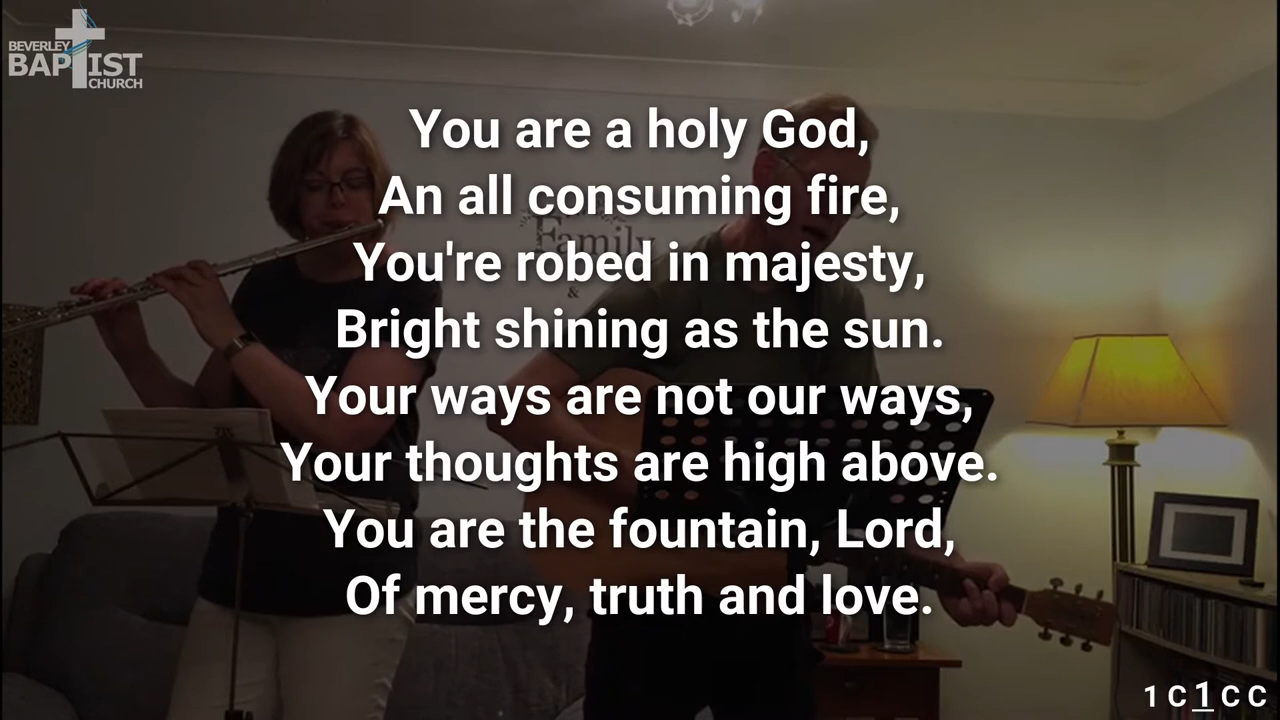 BEVERLEY
BAPTIST
CHURCH
You are a holy God,
An all consuming fire,
Family
You're robed in majesty,
&
Bright shining as the sun.
Your ways are not our ways,
Your thoughts are high above.
You are the fountain, Lord,
Of mercy, truth and love.
1 C 1 C C